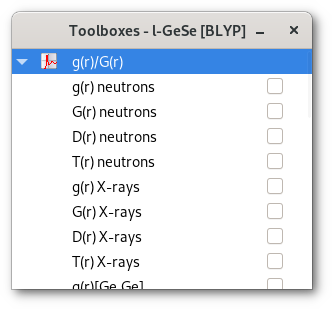 Toolboxes - l-GeSe [BLYP]
g(r)/G(r)
g(r) neutrons
G(r) neutrons
D(r) neutrons
T(r) neutrons
g(r) X-rays
G(r) X-rays
D(r) X-rays
T(r) X-rays
g(r)[Ge,Ge]